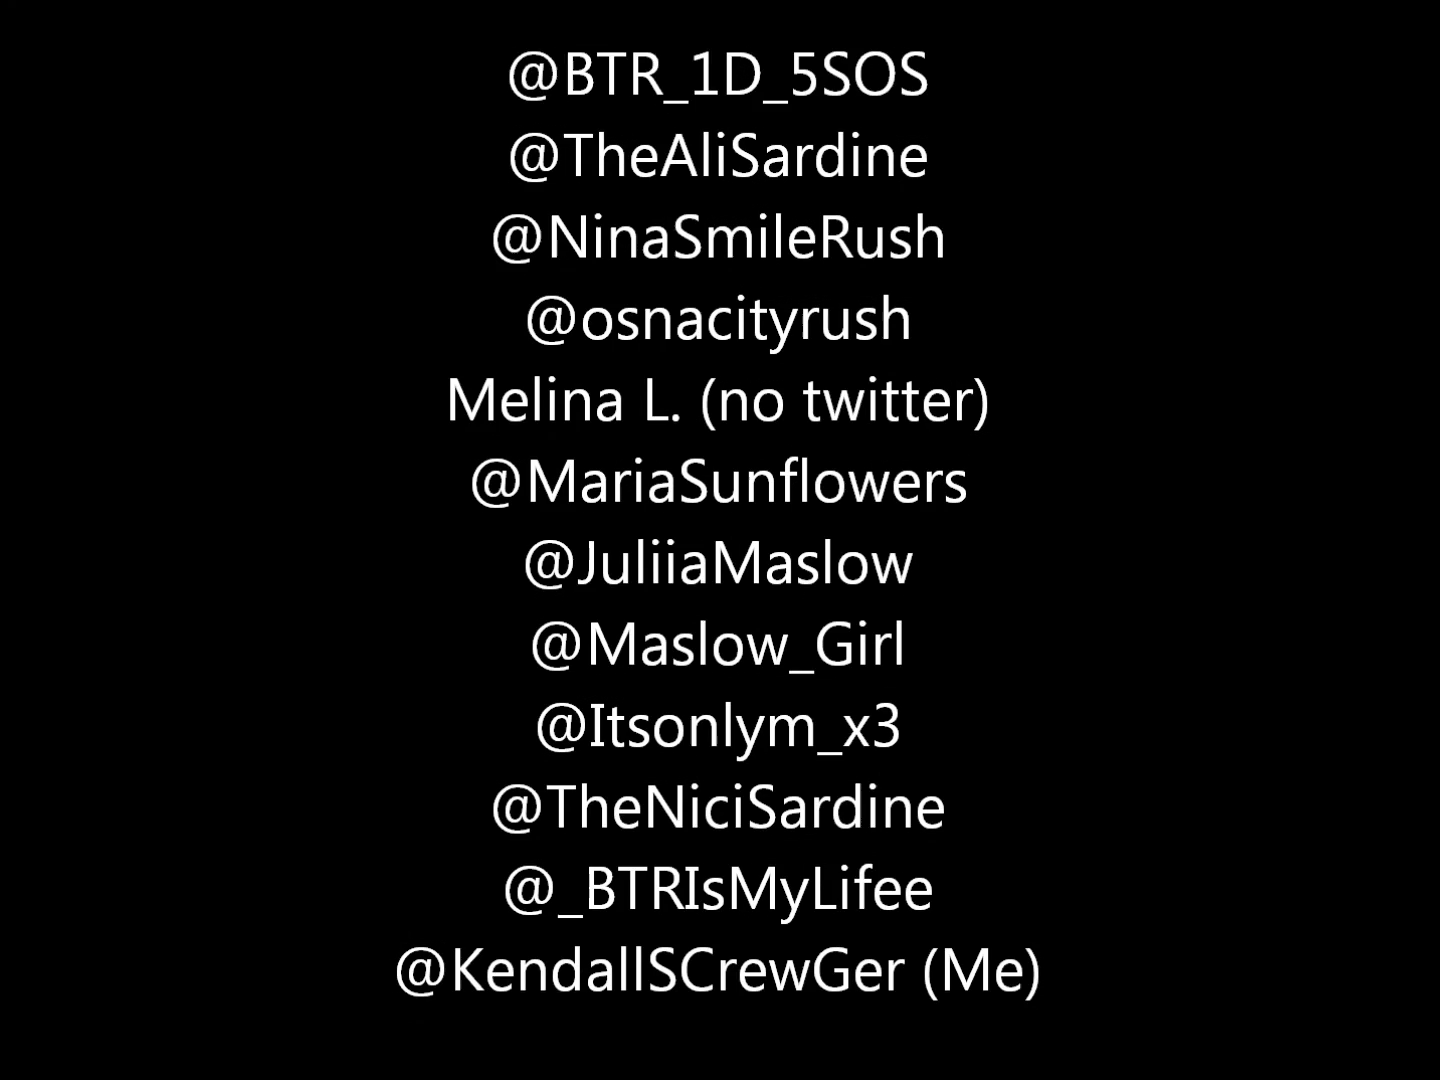 @BTR_1D_5SOS
@TheAliSardine
@NinaSmileRush
@osnacityrush
Melina L. (no twitter)
@MariaSunflowers
@JuliiaMaslow
@Maslow_Girl
@Itsonlym_x3
@TheNiciSardine
@_BTRIsMyLifee
@KendallSCrewGer (Me)